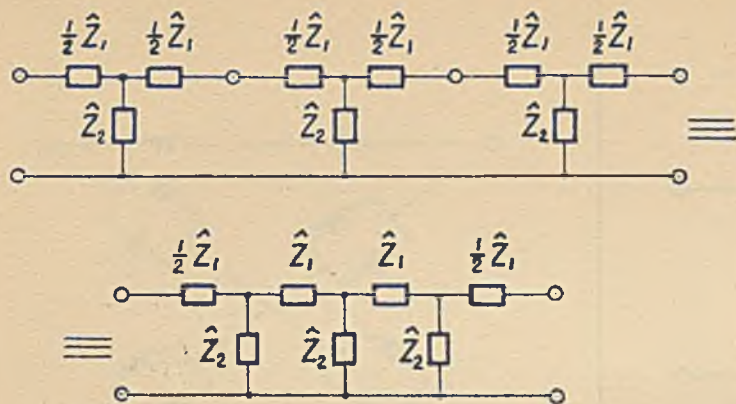 ½Ẑ₁ ½Ẑ₁ ½Ẑ₁ ½Ẑ₁ ½Ẑ₁ ½Ẑ₁
Ẑ₂ Ẑ₂ Ẑ₂ ≡
½Ẑ₁ Ẑ₁ Ẑ₁ ½Ẑ₁
≡ Ẑ₂ Ẑ₂ Ẑ₂